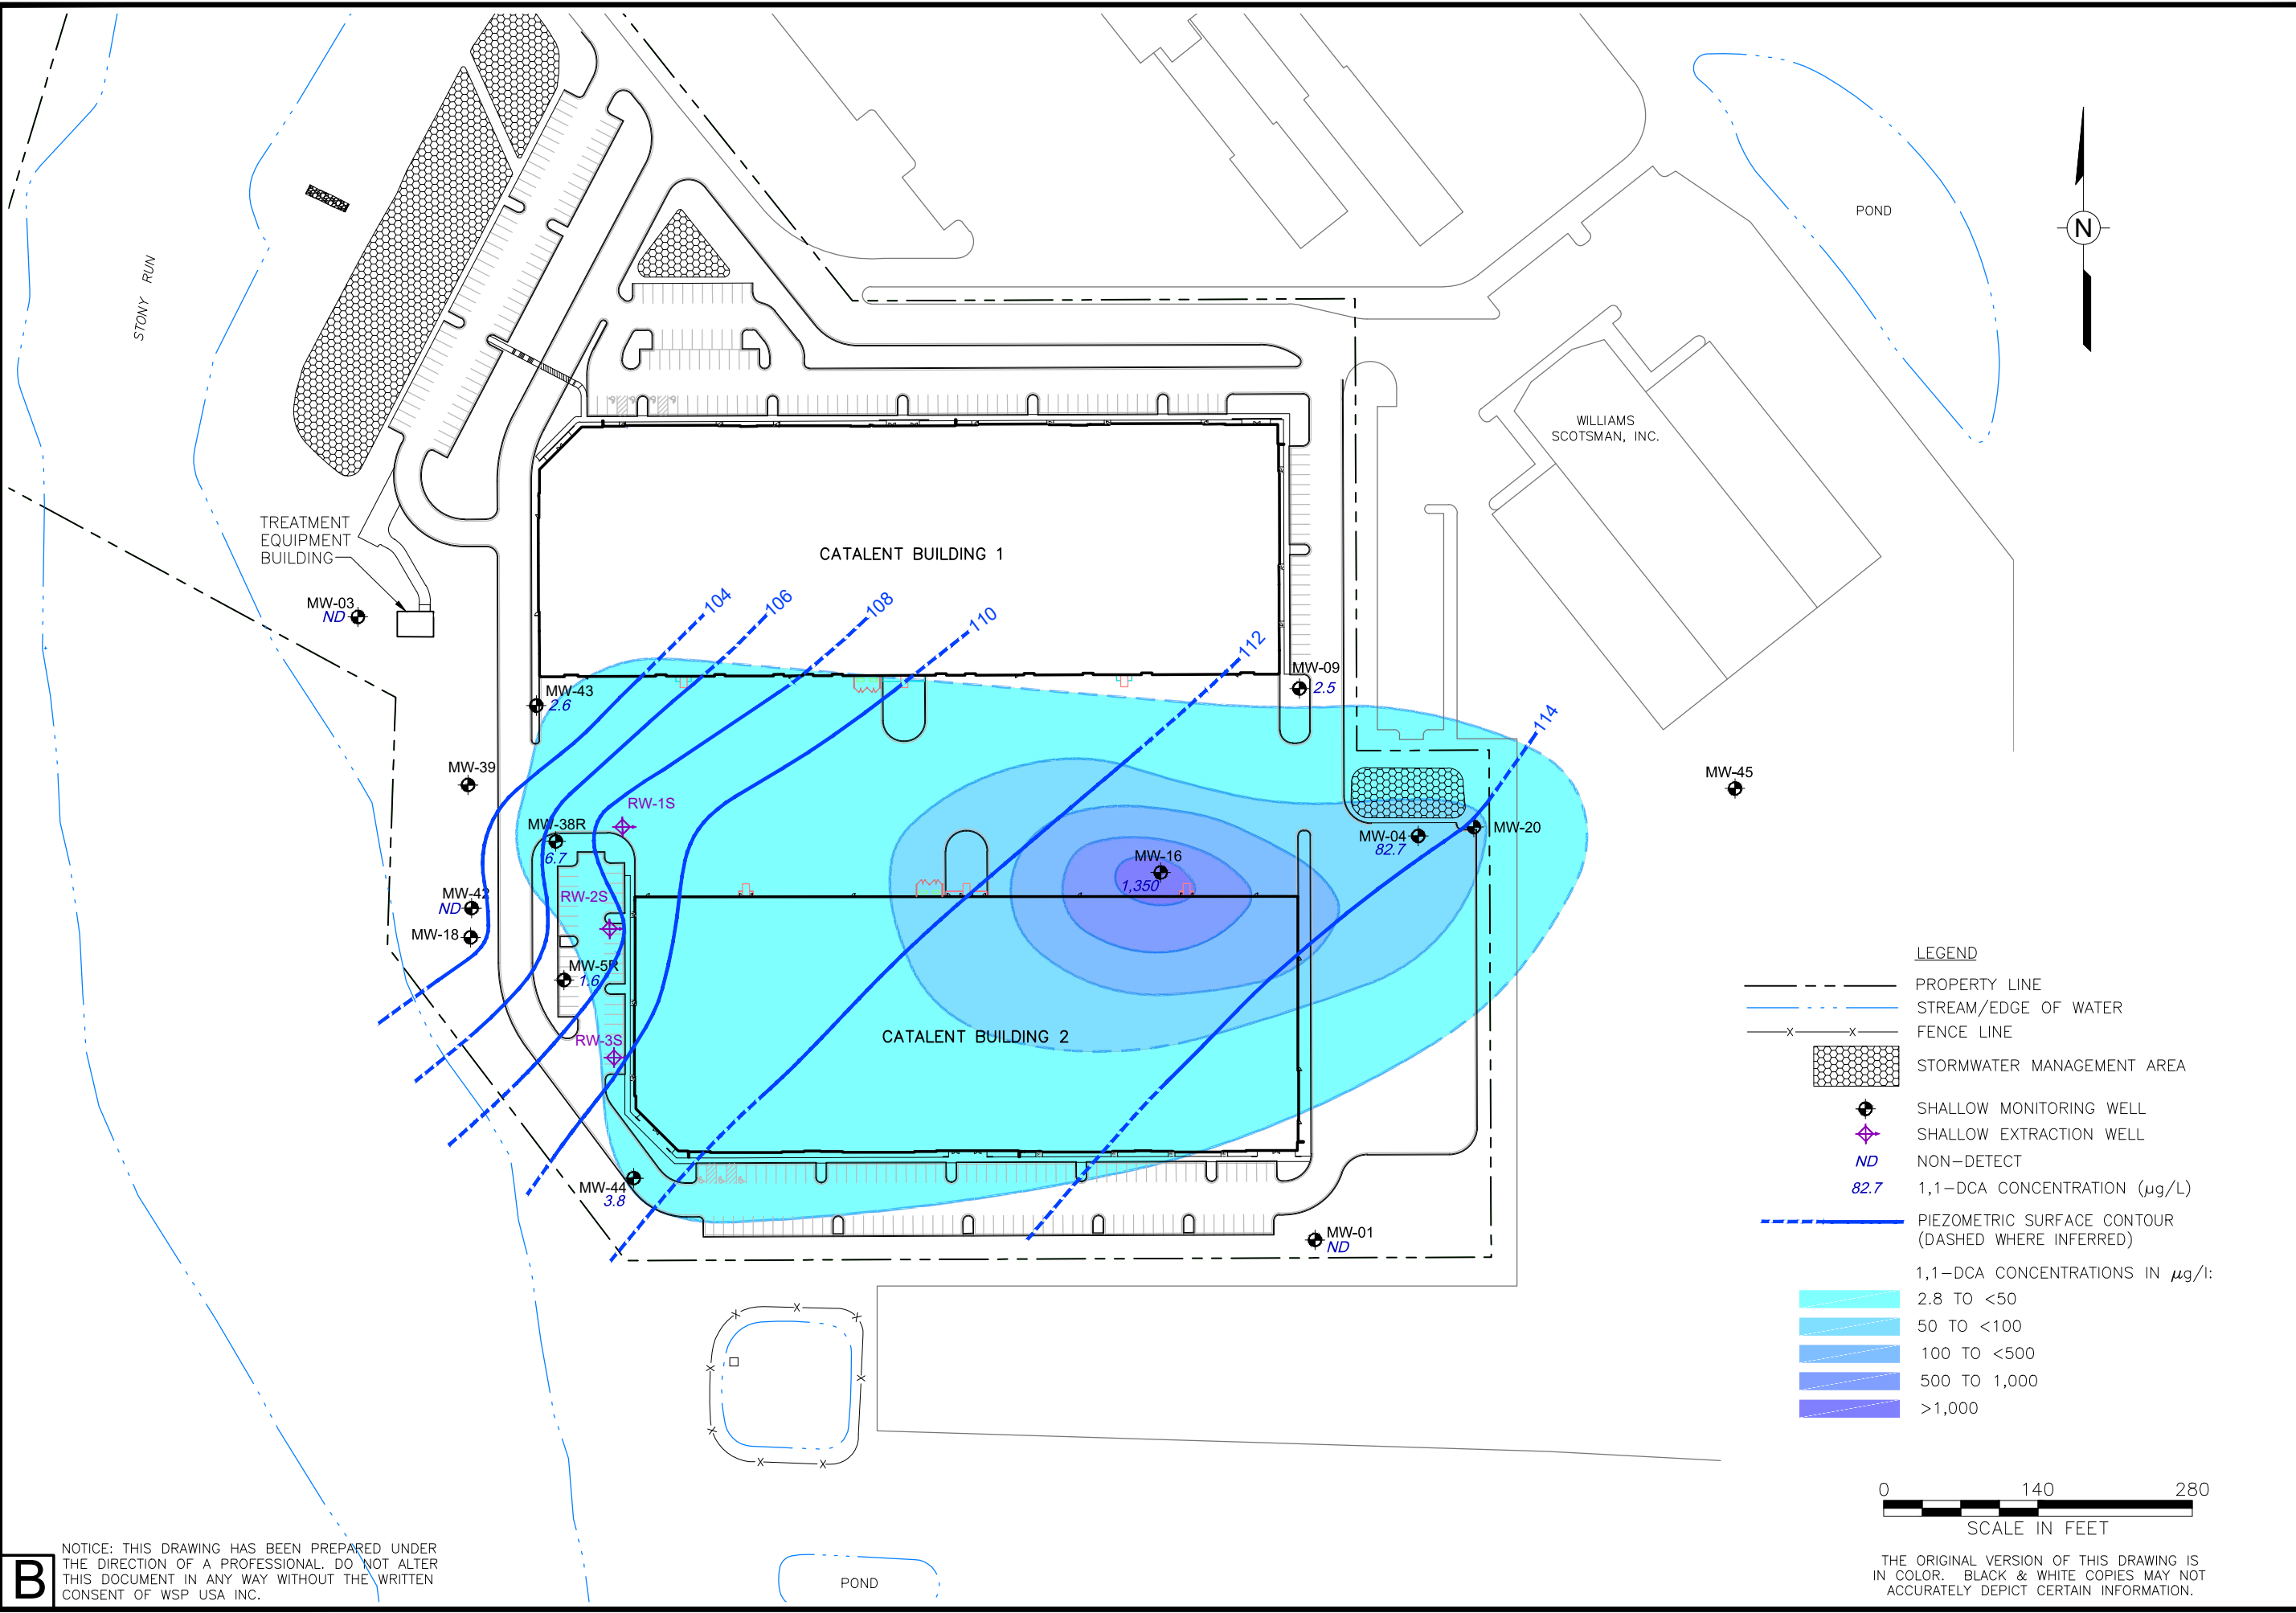 POND
N
STONY RUN
WILLIAMS
SCOTSMAN, INC.
TREATMENT
EQUIPMENT
BUILDING
CATALENT BUILDING 1
MW-03
ND
104
106
108
110
112
114
MW-09
2.5
MW-43
2.6
MW-39
MW-45
RW-1S
MW-38R
6.7
MW-04
82.7
MW-20
MW-16
1,350
MW-42
ND
RW-2S
MW-18
MW-5R
1.6
RW-3S
CATALENT BUILDING 2
MW-44
3.8
MW-01
ND
LEGEND
PROPERTY LINE
STREAM/EDGE OF WATER
X X FENCE LINE
STORMWATER MANAGEMENT AREA
SHALLOW MONITORING WELL
SHALLOW EXTRACTION WELL
ND NON-DETECT
82.7 1,1-DCA CONCENTRATION (μg/L)
PIEZOMETRIC SURFACE CONTOUR
(DASHED WHERE INFERRED)
1,1-DCA CONCENTRATIONS IN μg/l:
2.8 TO <50
50 TO <100
100 TO <500
500 TO 1,000
>1,000
X X X
X X
X X X
0 140 280
SCALE IN FEET
POND
B
NOTICE: THIS DRAWING HAS BEEN PREPARED UNDER
THE DIRECTION OF A PROFESSIONAL. DO NOT ALTER
THIS DOCUMENT IN ANY WAY WITHOUT THE WRITTEN
CONSENT OF WSP USA INC.
THE ORIGINAL VERSION OF THIS DRAWING IS
IN COLOR. BLACK & WHITE COPIES MAY NOT
ACCURATELY DEPICT CERTAIN INFORMATION.